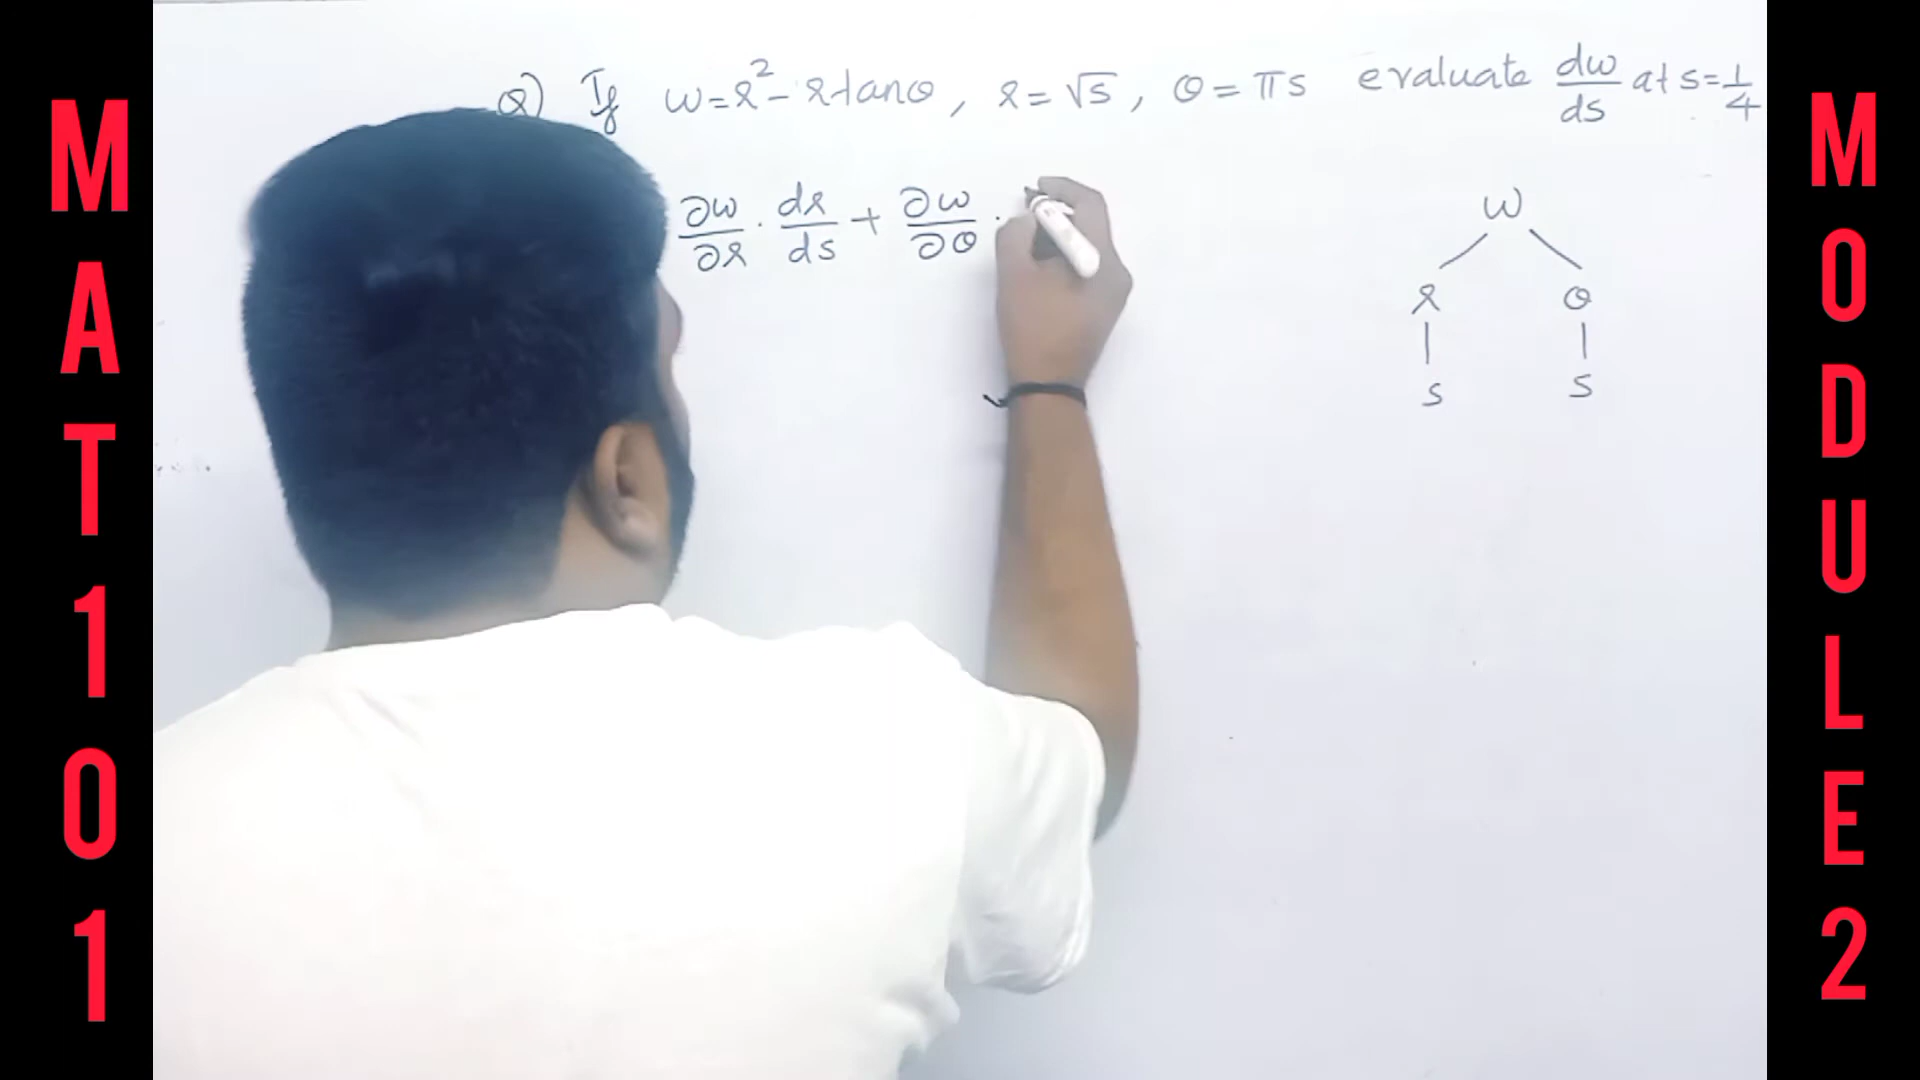 MAT101
Q) If w = r² - r tanθ, r = √s, θ = πs evaluate dw/ds at s = 1/4
∂w/∂r · dr/ds + ∂w/∂θ ·
w
r θ
s s
MODULE2